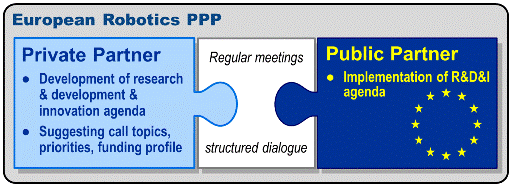 European Robotics PPP
Private Partner
● Development of research
& development &
innovation agenda
● Suggesting call topics,
priorities, funding profile
Regular meetings
structured dialogue
Public Partner
● Implementation of R&D&I
agenda